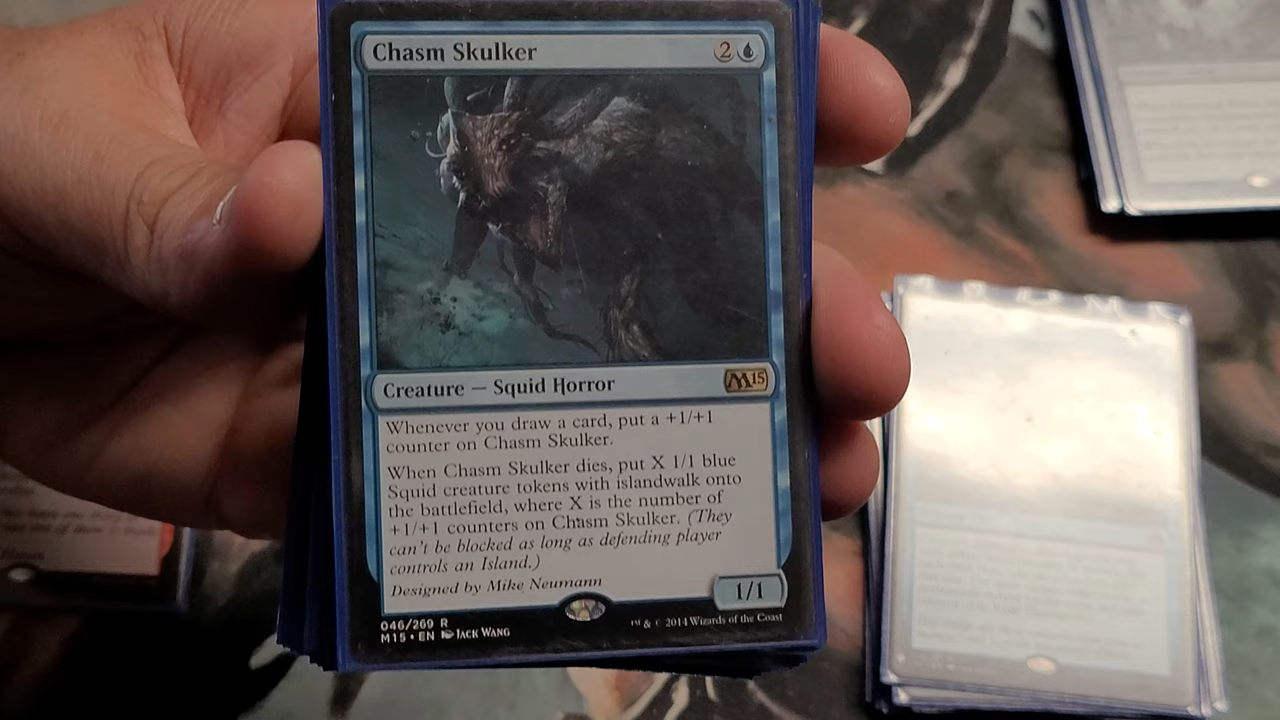 Chasm Skulker 2
Creature — Squid Horror M15
Whenever you draw a card, put a +1/+1
counter on Chasm Skulker.
When Chasm Skulker dies, put X 1/1 blue
Squid creature tokens with islandwalk onto
the battlefield, where X is the number of
+1/+1 counters on Chasm Skulker. (They
can't be blocked as long as defending player
controls an Island.)
Designed by Mike Neumann
1/1
046/269 R
M15 • EN JACK WANG
™ & © 2014 Wizards of the Coast